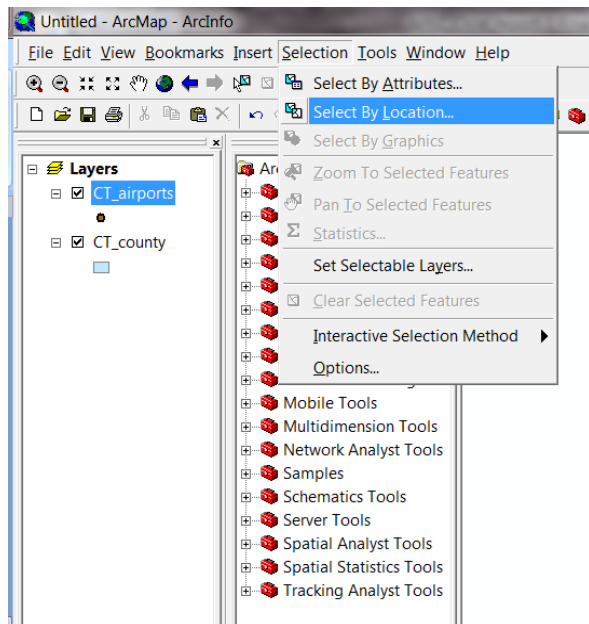 Untitled - ArcMap - ArcInfo
File Edit View Bookmarks Insert Selection Tools Window Help
Select By Attributes...
Select By Location...
Select By Graphics
Zoom To Selected Features
Pan To Selected Features
Statistics...
Set Selectable Layers...
Clear Selected Features
Interactive Selection Method
Options...
Layers
CT_airports
CT_county
Mobile Tools
Multidimension Tools
Network Analyst Tools
Samples
Schematics Tools
Server Tools
Spatial Analyst Tools
Spatial Statistics Tools
Tracking Analyst Tools